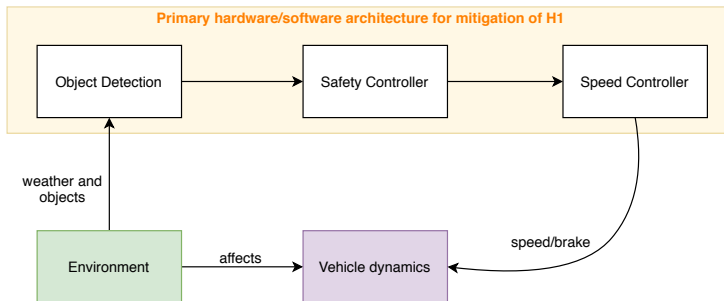 Primary hardware/software architecture for mitigation of H1
Object Detection
Safety Controller
Speed Controller
weather and
objects
speed/brake
Environment
affects
Vehicle dynamics